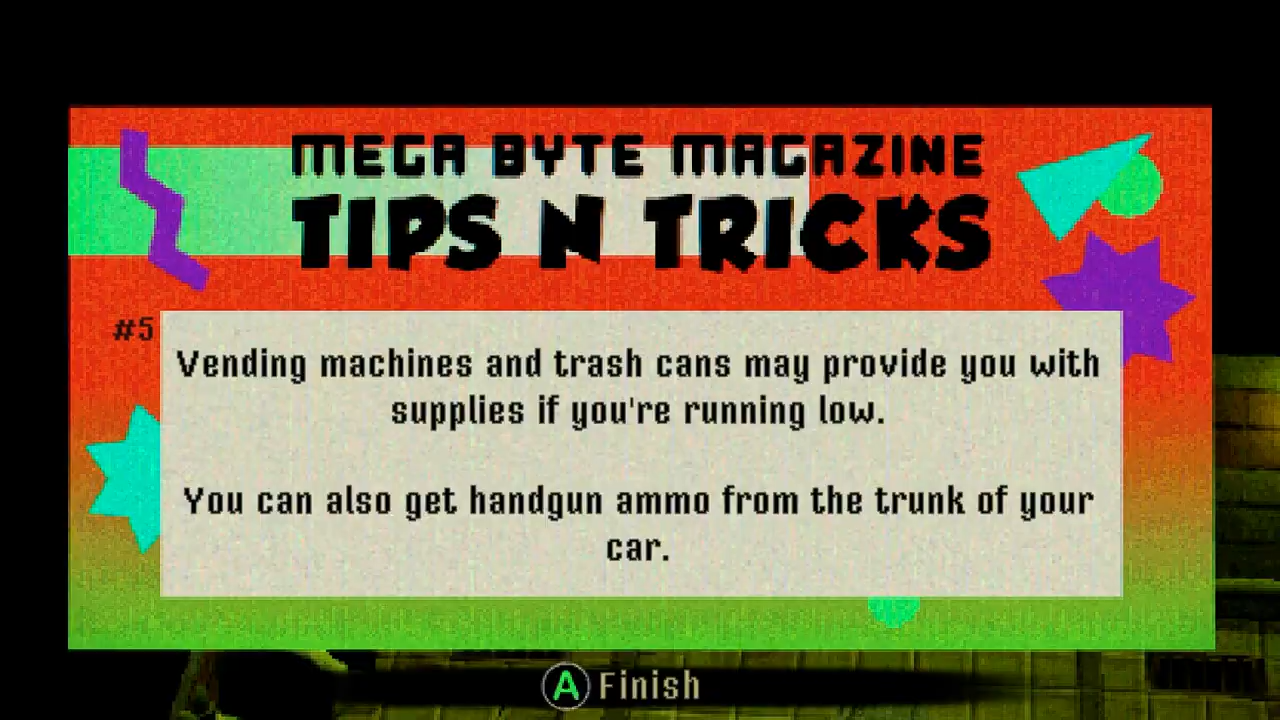 MEGA BYTE MAGAZINE
TIPS N TRICKS
#5
Vending machines and trash cans may provide you with
supplies if you're running low.
You can also get handgun ammo from the trunk of your
car.
A Finish